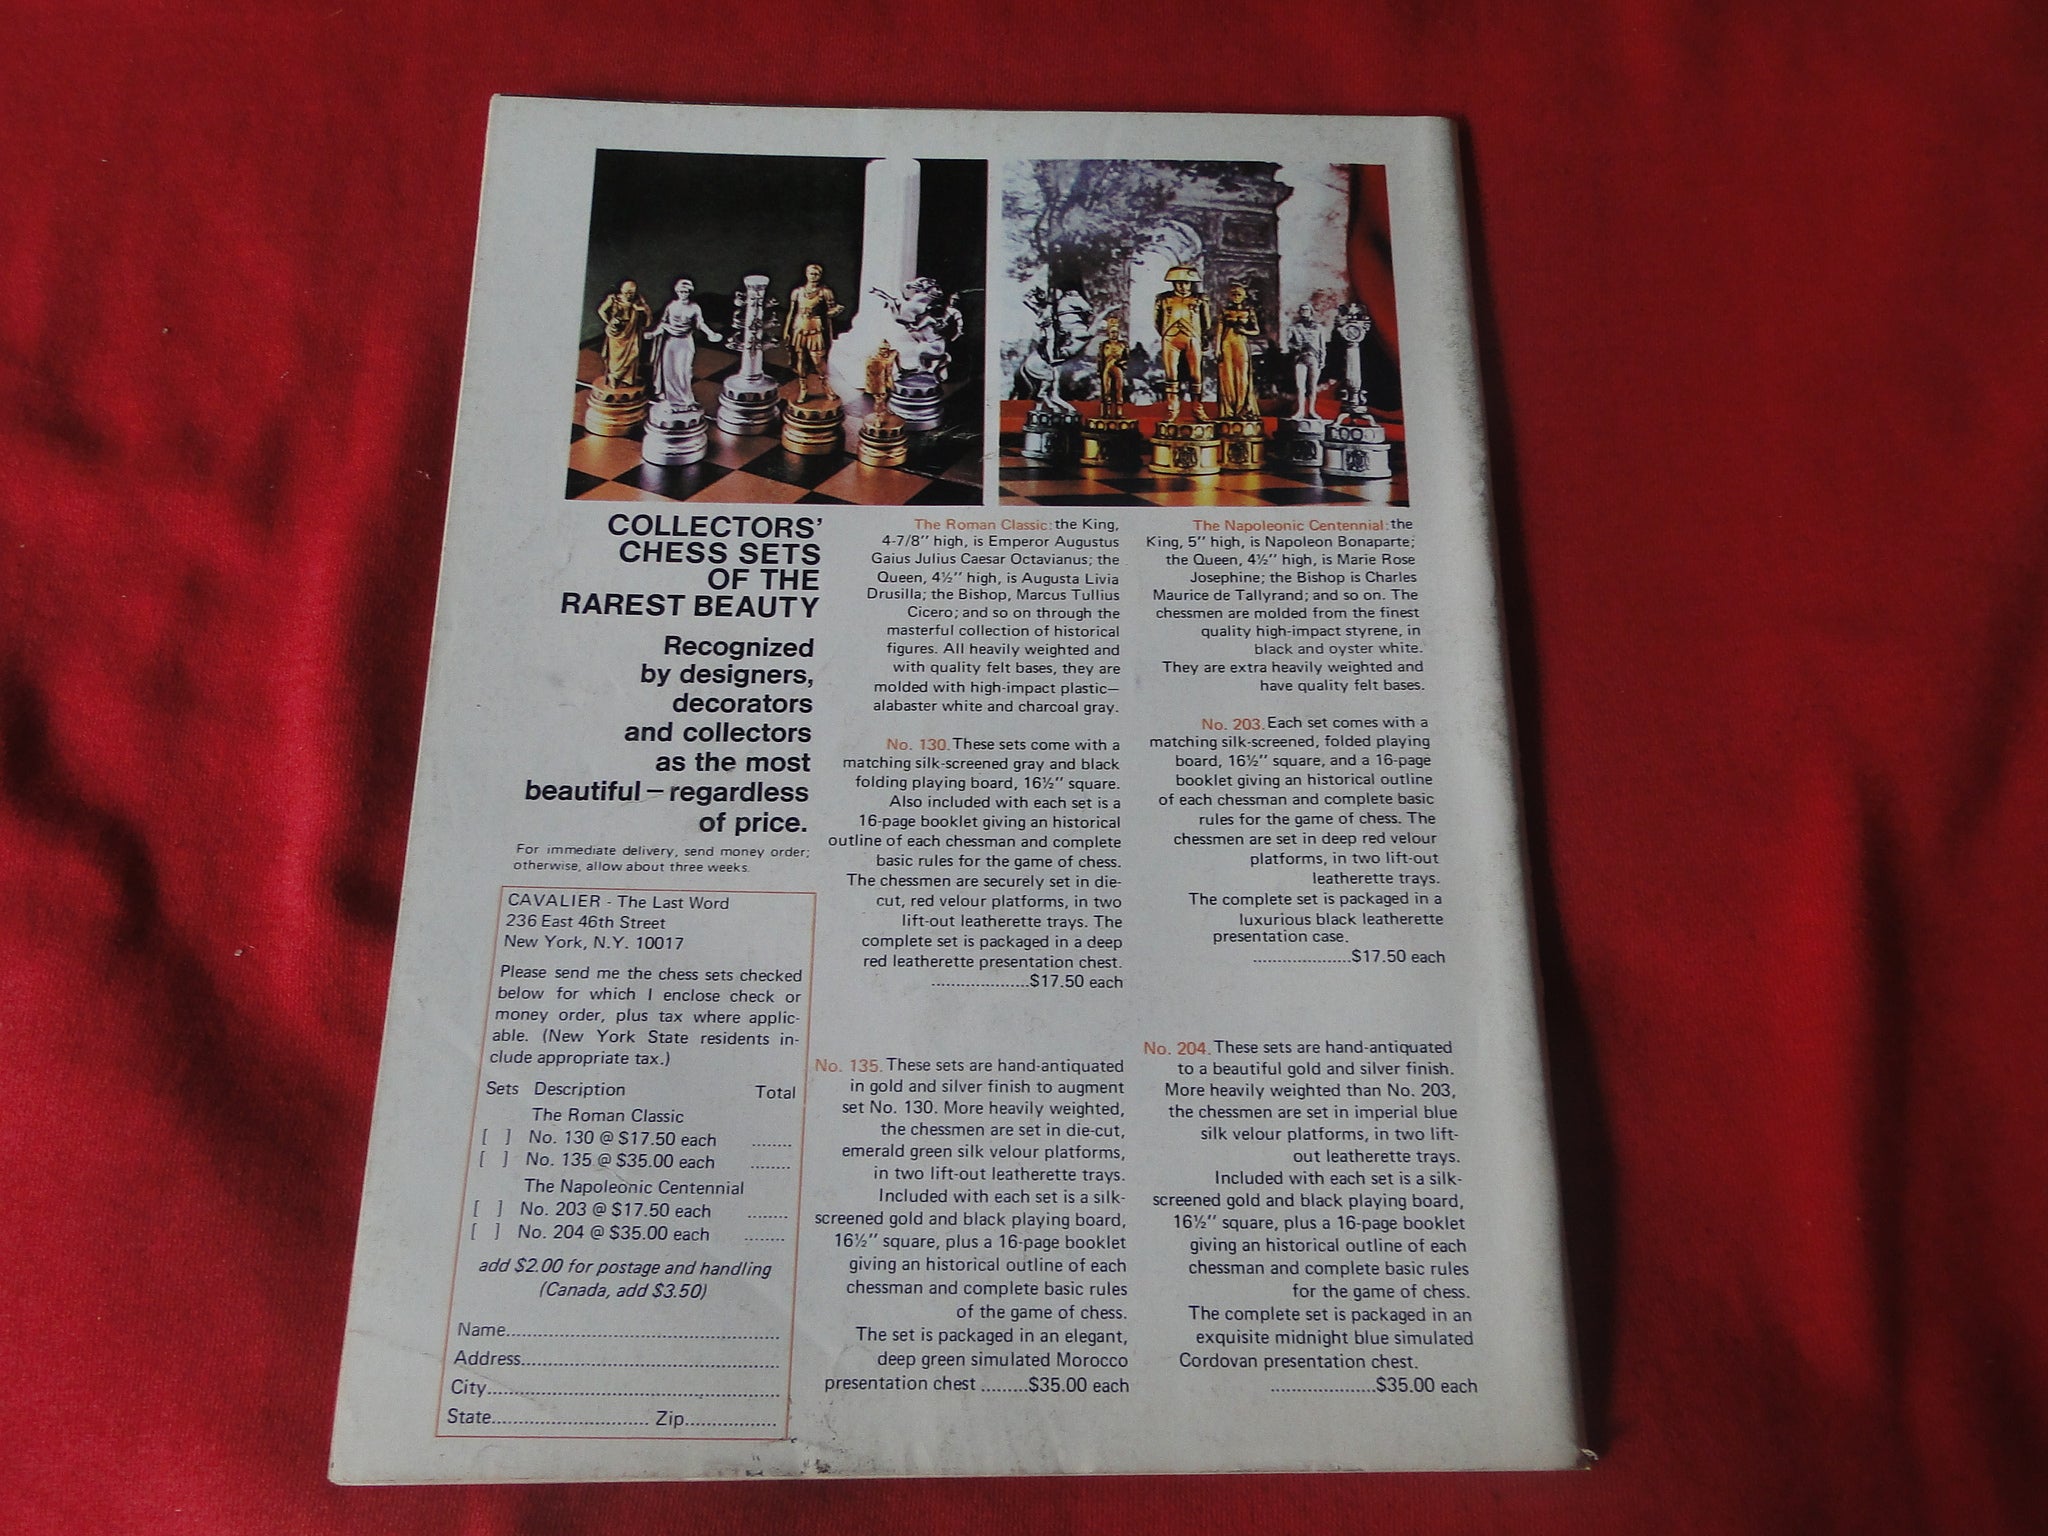 COLLECTORS'
CHESS SETS
OF THE
RAREST BEAUTY
Recognized
by designers,
decorators
and collectors
as the most
beautiful — regardless
of price.
For immediate delivery, send money order;
otherwise, allow about three weeks.
CAVALIER - The Last Word
236 East 46th Street
New York, N.Y. 10017
Please send me the chess sets checked
below for which I enclose check or
money order, plus tax where applic-
able. (New York State residents in-
clude appropriate tax.)
Sets Description Total
The Roman Classic
[ ] No. 130 @ $17.50 each ........
[ ] No. 135 @ $35.00 each ........
The Napoleonic Centennial
[ ] No. 203 @ $17.50 each ........
[ ] No. 204 @ $35.00 each ........
add $2.00 for postage and handling
(Canada, add $3.50)
Name..................................................
Address..................................................
City..................................................
State.............................. Zip..................
The Roman Classic: the King,
4-7/8" high, is Emperor Augustus
Gaius Julius Caesar Octavianus; the
Queen, 4½" high, is Augusta Livia
Drusilla; the Bishop, Marcus Tullius
Cicero; and so on through the
masterful collection of historical
figures. All heavily weighted and
with quality felt bases, they are
molded with high-impact plastic—
alabaster white and charcoal gray.
No. 130. These sets come with a
matching silk-screened gray and black
folding playing board, 16½" square.
Also included with each set is a
16-page booklet giving an historical
outline of each chessman and complete
basic rules for the game of chess.
The chessmen are securely set in die-
cut, red velour platforms, in two
lift-out leatherette trays. The
complete set is packaged in a deep
red leatherette presentation chest.
....................$17.50 each
No. 135. These sets are hand-antiquated
in gold and silver finish to augment
set No. 130. More heavily weighted,
the chessmen are set in die-cut,
emerald green silk velour platforms,
in two lift-out leatherette trays.
Included with each set is a silk-
screened gold and black playing board,
16½" square, plus a 16-page booklet
giving an historical outline of each
chessman and complete basic rules
of the game of chess.
The set is packaged in an elegant,
deep green simulated Morocco
presentation chest .........$35.00 each
The Napoleonic Centennial: the
King, 5" high, is Napoleon Bonaparte;
the Queen, 4½" high, is Marie Rose
Josephine; the Bishop is Charles
Maurice de Tallyrand; and so on. The
chessmen are molded from the finest
quality high-impact styrene, in
black and oyster white.
They are extra heavily weighted and
have quality felt bases.
No. 203. Each set comes with a
matching silk-screened, folded playing
board, 16½" square, and a 16-page
booklet giving an historical outline
of each chessman and complete basic
rules for the game of chess. The
chessmen are set in deep red velour
platforms, in two lift-out
leatherette trays.
The complete set is packaged in a
luxurious black leatherette
presentation case.
....................$17.50 each
No. 204. These sets are hand-antiquated
to a beautiful gold and silver finish.
More heavily weighted than No. 203,
the chessmen are set in imperial blue
silk velour platforms, in two lift-
out leatherette trays.
Included with each set is a silk-
screened gold and black playing board,
16½" square, plus a 16-page booklet
giving an historical outline of each
chessman and complete basic rules
for the game of chess.
The complete set is packaged in an
exquisite midnight blue simulated
Cordovan presentation chest.
.....................$35.00 each